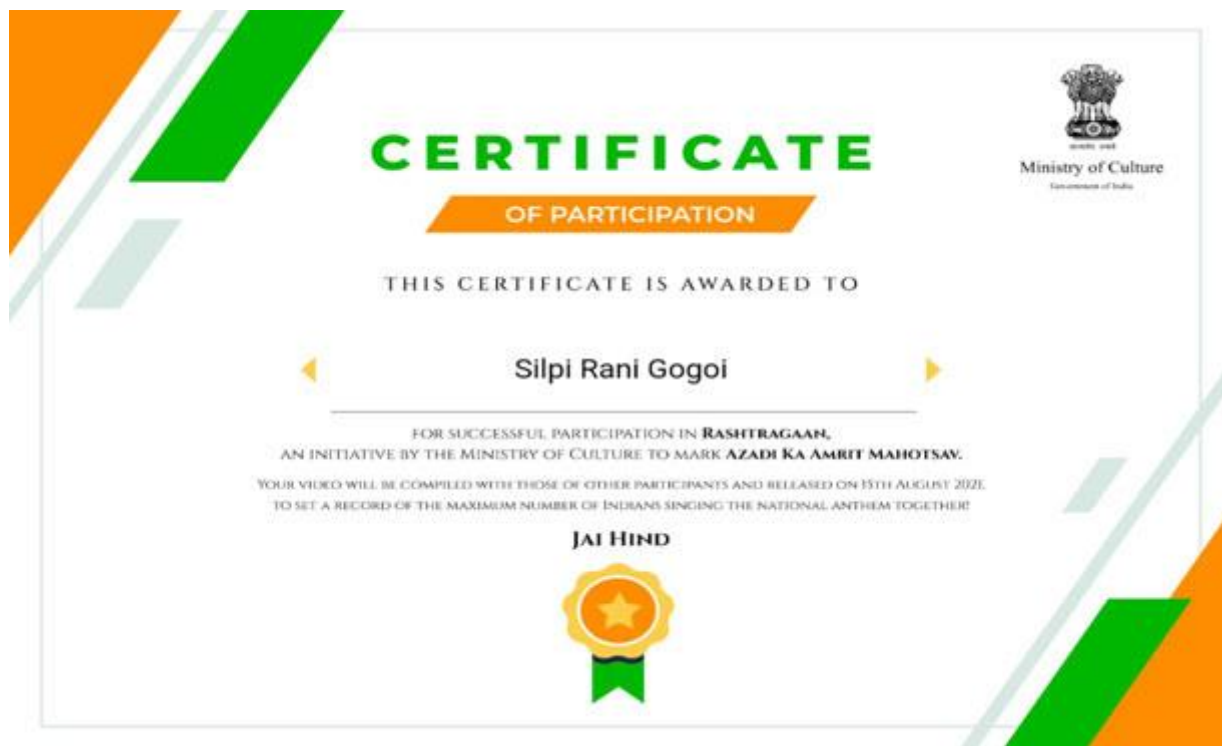 CERTIFICATE
OF PARTICIPATION
Ministry of Culture
Government of India
THIS CERTIFICATE IS AWARDED TO
Silpi Rani Gogoi
FOR SUCCESSFUL PARTICIPATION IN RASHTRAGAAN,
AN INITIATIVE BY THE MINISTRY OF CULTURE TO MARK AZADI KA AMRIT MAHOTSAV.
YOUR VIDEO WILL BE COMPILED WITH THOSE OF OTHER PARTICIPANTS AND RELEASED ON 15TH AUGUST 2021,
TO SET A RECORD OF THE MAXIMUM NUMBER OF INDIANS SINGING THE NATIONAL ANTHEM TOGETHER!
JAI HIND